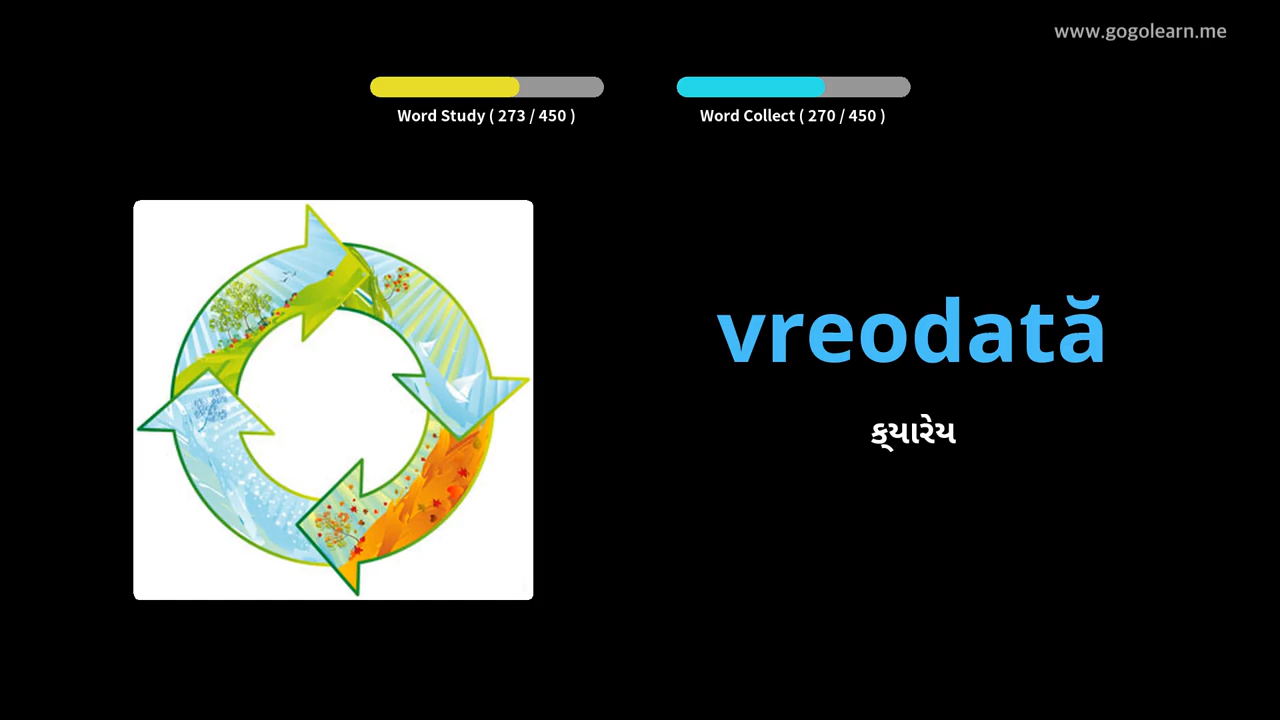 www.gogolearn.me
Word Study ( 273 / 450 )
Word Collect ( 270 / 450 )
vreodată
ક્યારેય